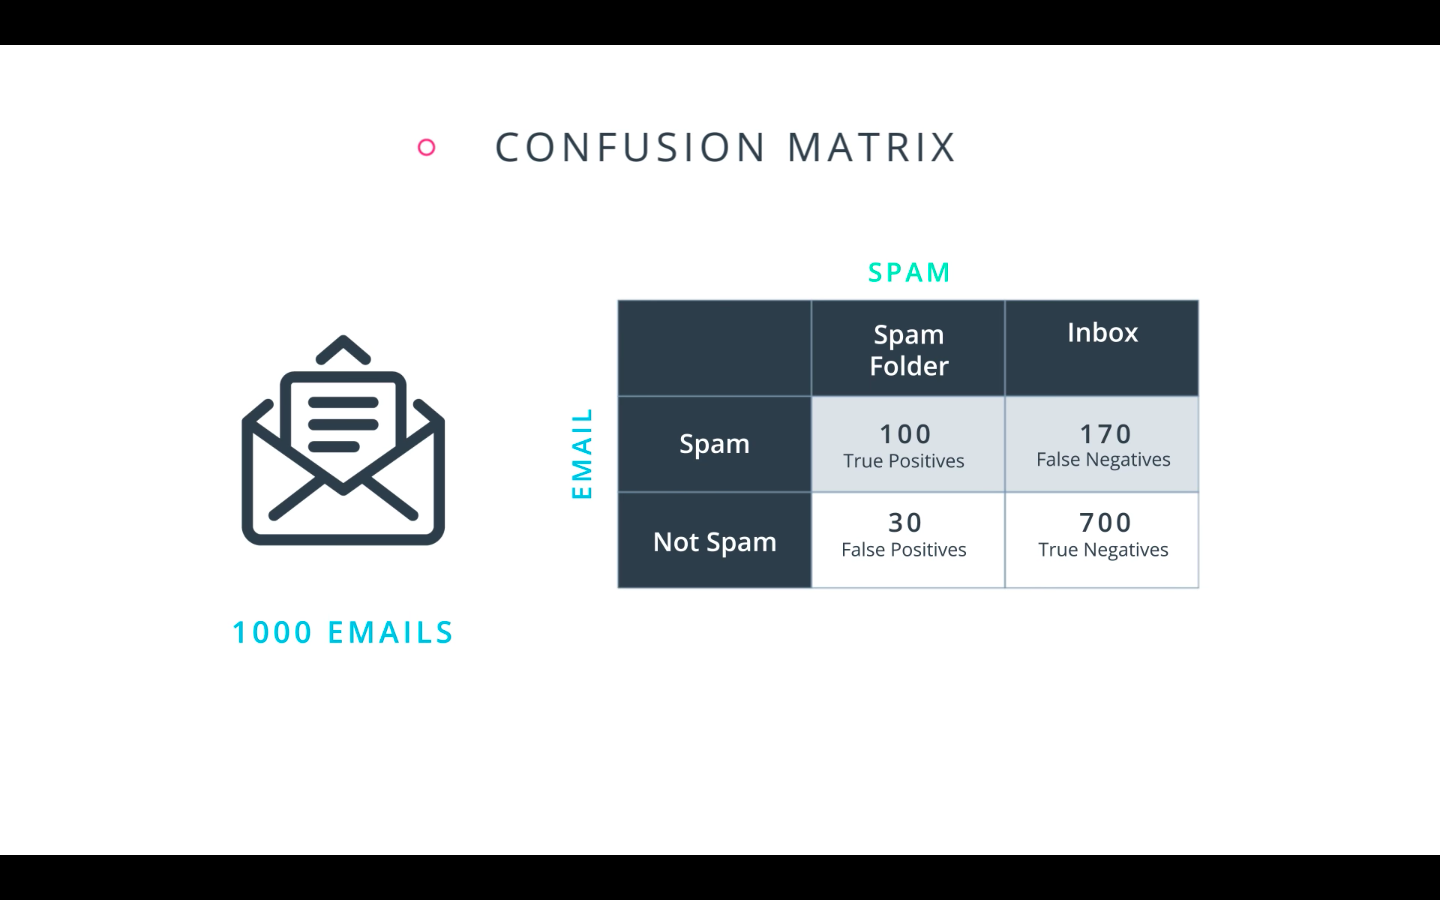 CONFUSION MATRIX
SPAM
Spam
Folder
Inbox
EMAIL
Spam
100
True Positives
170
False Negatives
Not Spam
30
False Positives
700
True Negatives
1000 EMAILS